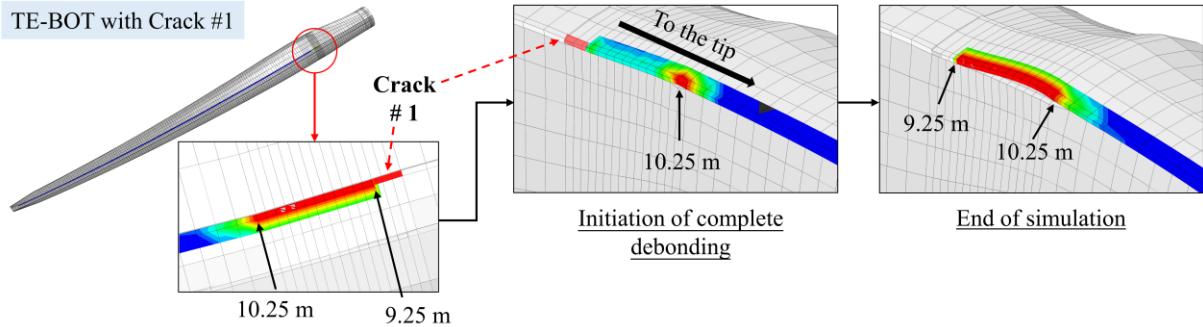 TE-BOT with Crack #1
Crack
# 1
10.25 m
9.25 m
To the tip
10.25 m
Initiation of complete
debonding
9.25 m
10.25 m
End of simulation